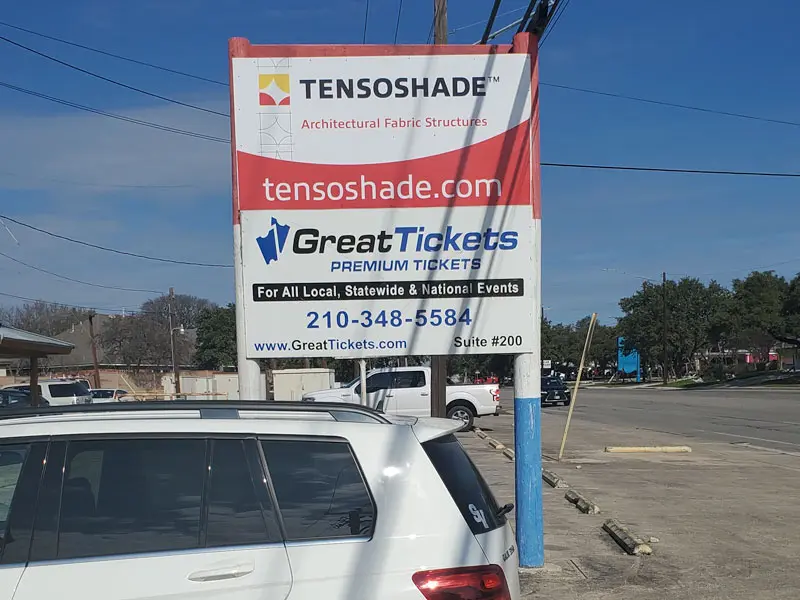 TENSOSHADE™
Architectural Fabric Structures
tensoshade.com
GreatTickets
PREMIUM TICKETS
For All Local, Statewide & National Events
210-348-5584
www.GreatTickets.com Suite #200